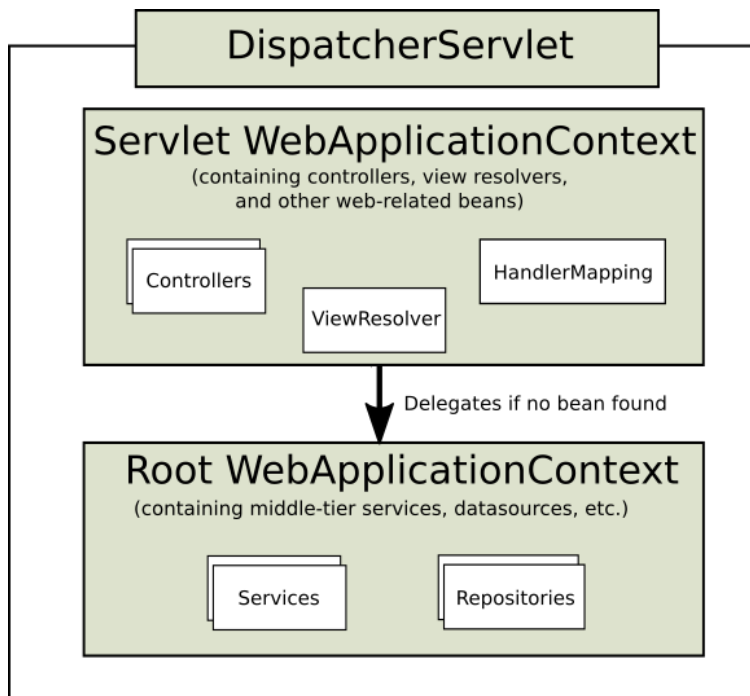 DispatcherServlet
Servlet WebApplicationContext
(containing controllers, view resolvers,
and other web-related beans)
Controllers
HandlerMapping
ViewResolver
Delegates if no bean found
Root WebApplicationContext
(containing middle-tier services, datasources, etc.)
Services
Repositories